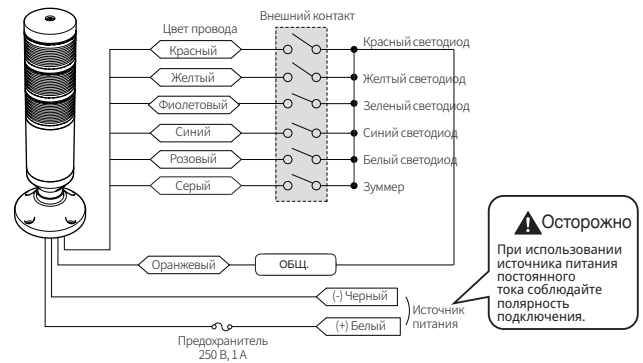 Цвет провода
Внешний контакт
Красный
Красный светодиод
Желтый
Желтый светодиод
Фиолетовый
Зеленый светодиод
Синий
Синий светодиод
Розовый
Белый светодиод
Серый
Зуммер
Оранжевый
ОБЩ.
(-) Черный
(+) Белый
Источник
питания
Предохранитель
250 В, 1 А
Осторожно
При использовании
источника питания
постоянного
тока соблюдайте
полярность
подключения.